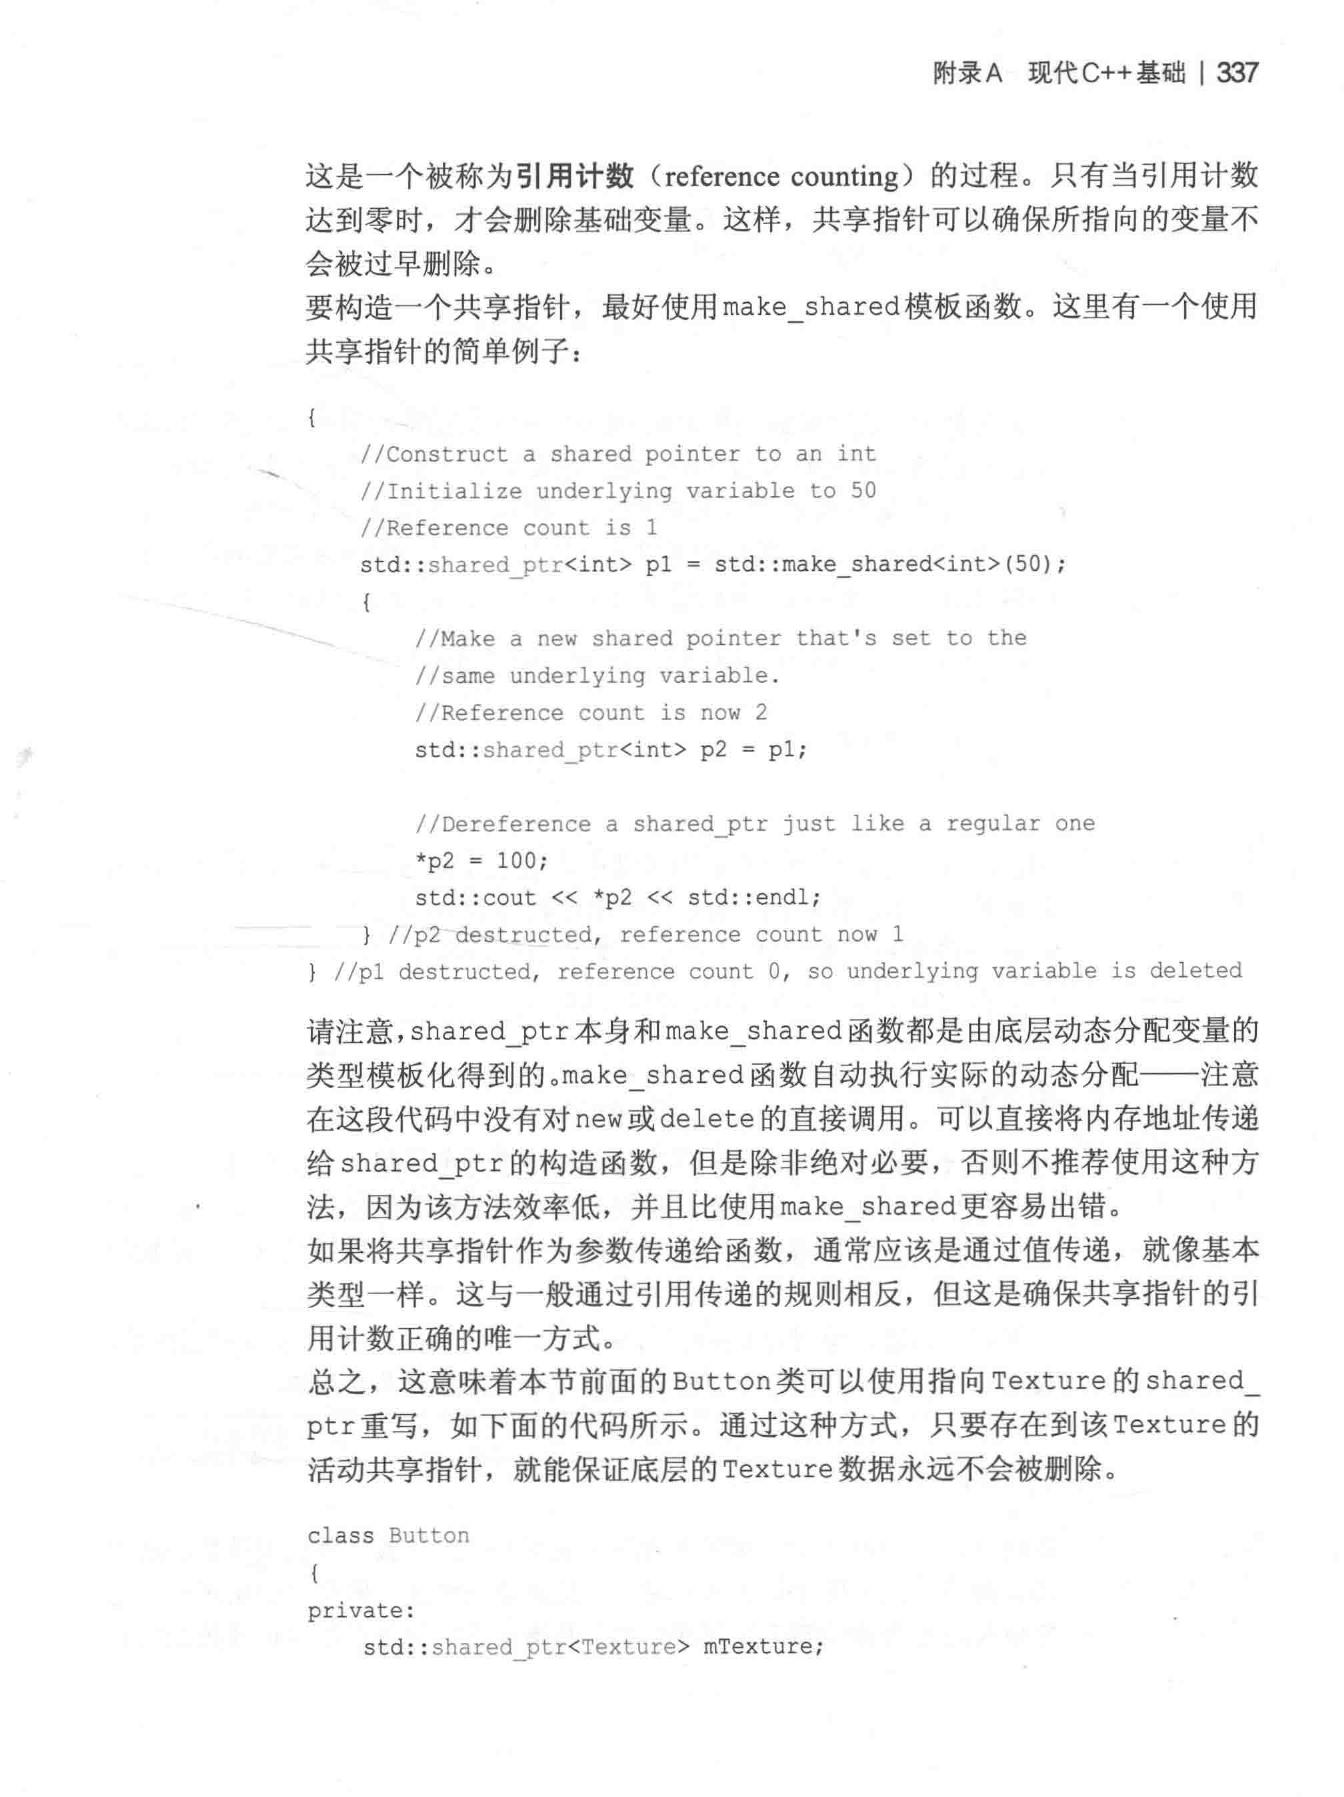 附录A 现代C++基础 | 337
这是一个被称为引用计数（reference counting）的过程。只有当引用计数
达到零时，才会删除基础变量。这样，共享指针可以确保所指向的变量不
会被过早删除。
要构造一个共享指针，最好使用make_shared模板函数。这里有一个使用
共享指针的简单例子：
{
    //Construct a shared pointer to an int
    //Initialize underlying variable to 50
    //Reference count is 1
    std::shared_ptr<int> p1 = std::make_shared<int>(50);
    {
        //Make a new shared pointer that's set to the
        //same underlying variable.
        //Reference count is now 2
        std::shared_ptr<int> p2 = p1;
        //Dereference a shared_ptr just like a regular one
        *p2 = 100;
        std::cout << *p2 << std::endl;
    } //p2 destructed, reference count now 1
} //p1 destructed, reference count 0, so underlying variable is deleted
请注意，shared_ptr本身和make_shared函数都是由底层动态分配变量的
类型模板化得到的。make_shared函数自动执行实际的动态分配——注意
在这段代码中没有对new或delete的直接调用。可以直接将内存地址传递
给shared_ptr的构造函数，但是除非绝对必要，否则不推荐使用这种方
法，因为该方法效率低，并且比使用make_shared更容易出错。
如果将共享指针作为参数传递给函数，通常应该是通过值传递，就像基本
类型一样。这与一般通过引用传递的规则相反，但这是确保共享指针的引
用计数正确的唯一方式。
总之，这意味着本节前面的Button类可以使用指向Texture的shared_
ptr重写，如下面的代码所示。通过这种方式，只要存在到该Texture的
活动共享指针，就能保证底层的Texture数据永远不会被删除。
class Button
{
private:
    std::shared_ptr<Texture> mTexture;